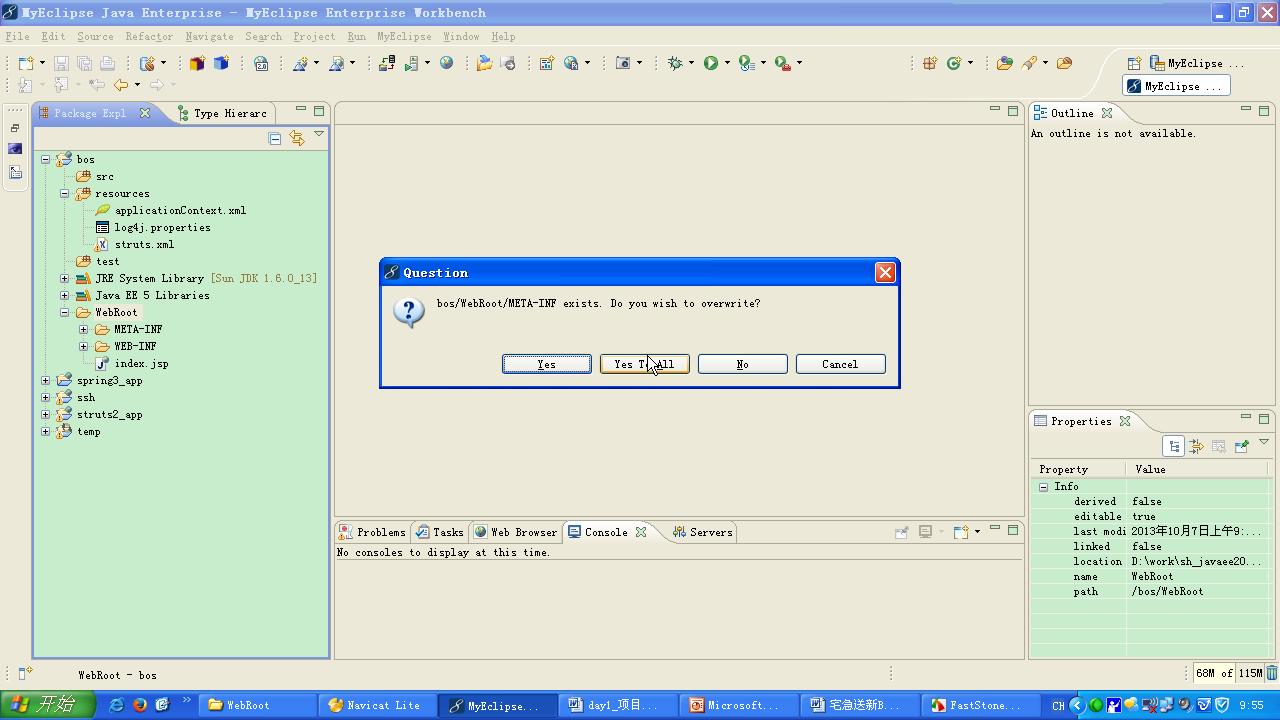 MyEclipse Java Enterprise - MyEclipse Enterprise Workbench
File Edit Source Refactor Navigate Search Project Run MyEclipse Window Help
MyEclipse ...
MyEclipse ...
Package Expl
Type Hierarc
bos
src
resources
applicationContext.xml
log4j.properties
struts.xml
test
JRE System Library [Sun JDK 1.6.0_13]
Java EE 5 Libraries
WebRoot
META-INF
WEB-INF
index.jsp
spring3_app
ssh
struts2_app
temp
Question
bos/WebRoot/META-INF exists. Do you wish to overwrite?
Yes Yes To All No Cancel
Outline
An outline is not available.
Properties
Property Value
Info
derived false
editable true
last modi 2013年10月7日上午9:...
linked false
location D:\work\sh_javaee20...
name WebRoot
path /bos/WebRoot
Problems Tasks Web Browser Console Servers
No consoles to display at this time.
WebRoot - bos
68M of 115M
开始 WebRoot Navicat Lite MyEclipse... day1_项目... Microsoft... 宅急送新B... FastStone... CH 9:55